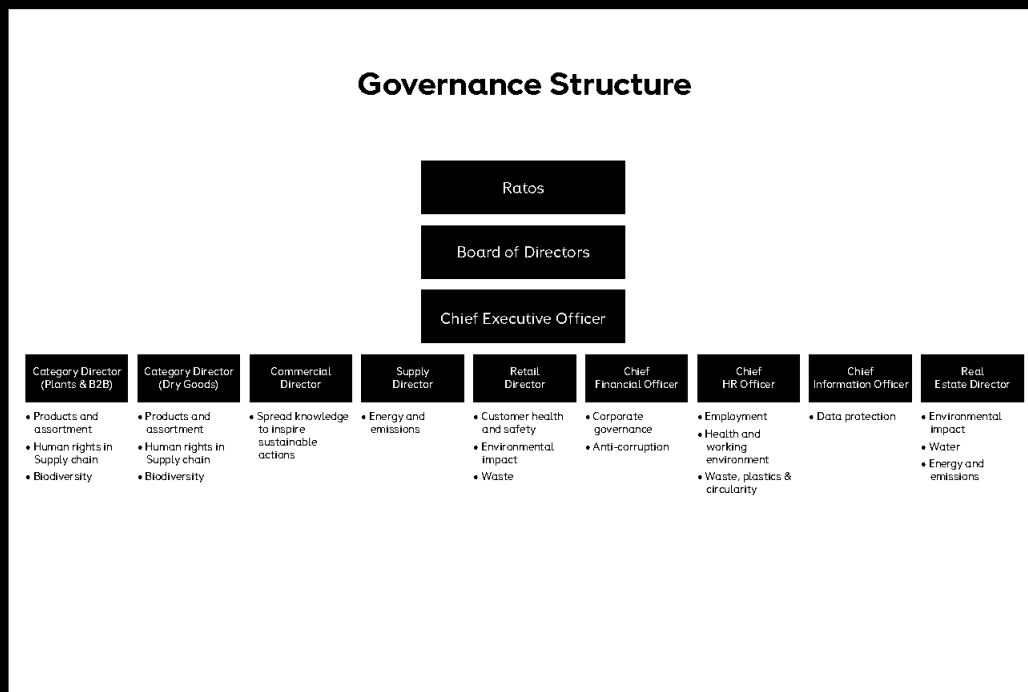 Governance Structure
Ratos
Board of Directors
Chief Executive Officer
Category Director
(Plants & B2B)
• Products and
assortment
• Human rights in
Supply chain
• Biodiversity
Category Director
(Dry Goods)
• Products and
assortment
• Human rights in
Supply chain
• Biodiversity
Commercial
Director
• Spread knowledge
to inspire
sustainable
actions
Supply
Director
• Energy and
emissions
Retail
Director
• Customer health
and safety
• Environmental
impact
• Waste
Chief
Financial Officer
• Corporate
governance
• Anti-corruption
Chief
HR Officer
• Employment
• Health and
working
environment
• Waste, plastics &
circularity
Chief
Information Officer
• Data protection
Real
Estate Director
• Environmental
impact
• Water
• Energy and
emissions